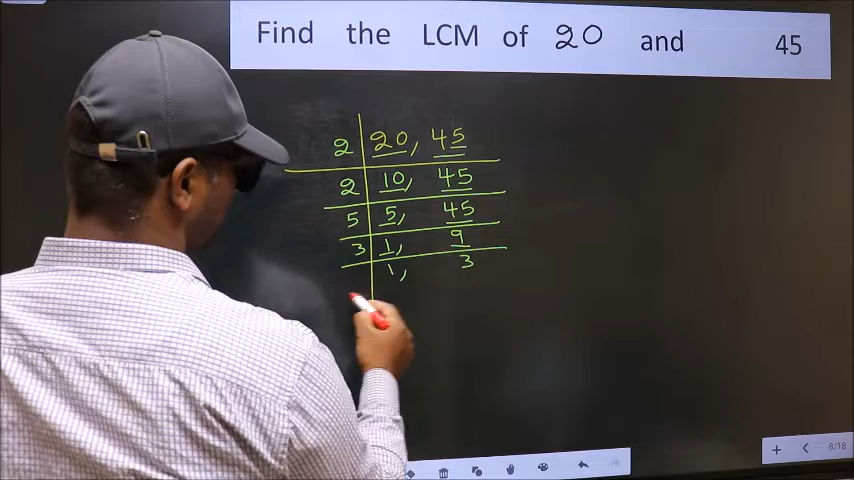 Find the LCM of 20 and 45
2 20, 45
2 10, 45
5 5, 45
3 1, 9
1, 3
8/18